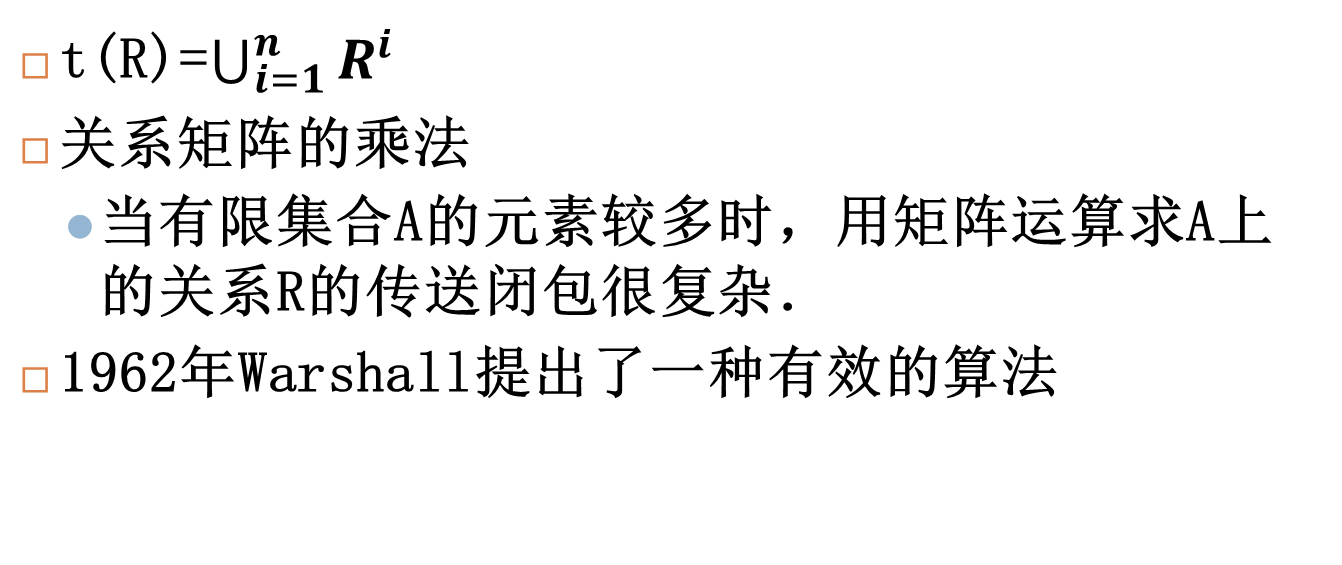 t(R)=⋃ⁿᵢ₌₁ Rⁱ
关系矩阵的乘法
当有限集合A的元素较多时，用矩阵运算求A上
的关系R的传送闭包很复杂.
1962年Warshall提出了一种有效的算法